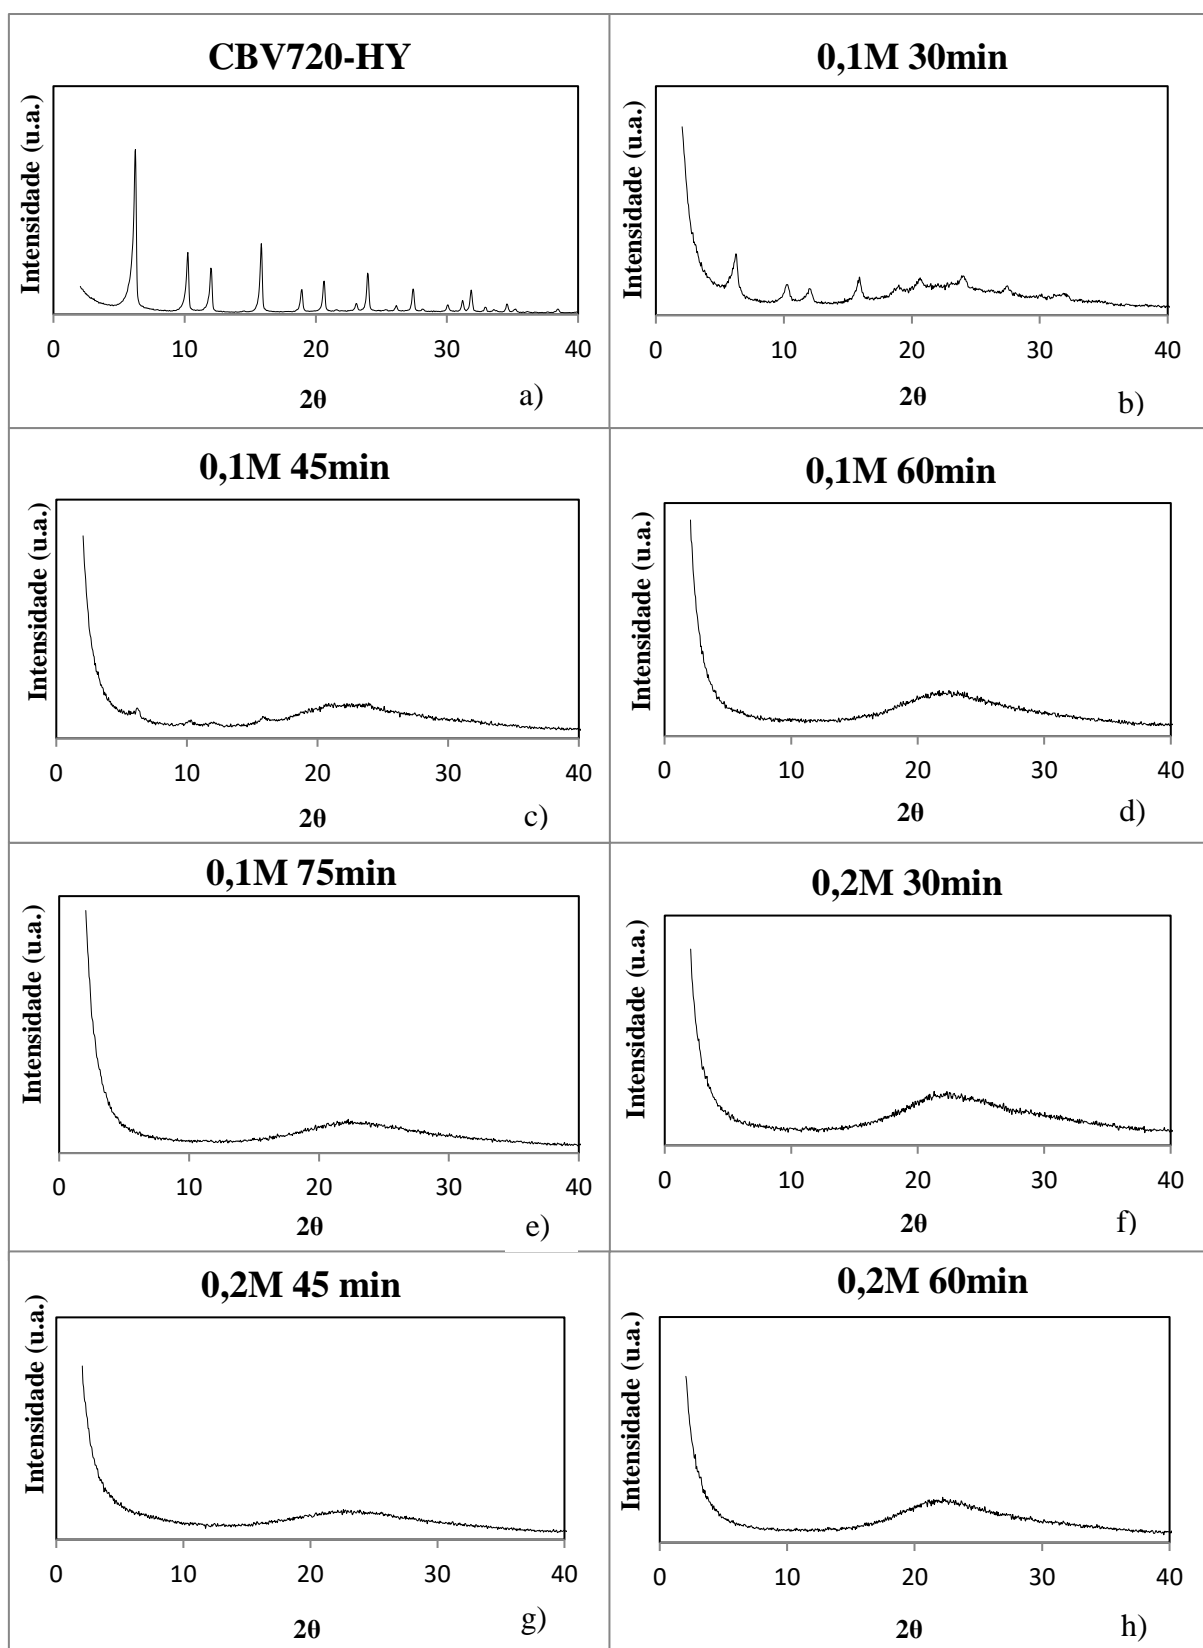 CBV720-HY
Intensidade (u.a.)
0 10 20 30 40
2θ
a)
0,1M 30min
Intensidade (u.a.)
0 10 20 30 40
2θ
b)
0,1M 45min
Intensidade (u.a.)
0 10 20 30 40
2θ
c)
0,1M 60min
Intensidade (u.a.)
0 10 20 30 40
2θ
d)
0,1M 75min
Intensidade (u.a.)
0 10 20 30 40
2θ
e)
0,2M 30min
Intensidade (u.a.)
0 10 20 30 40
2θ
f)
0,2M 45 min
Intensidade (u.a.)
0 10 20 30 40
2θ
g)
0,2M 60min
Intensidade (u.a.)
0 10 20 30 40
2θ
h)